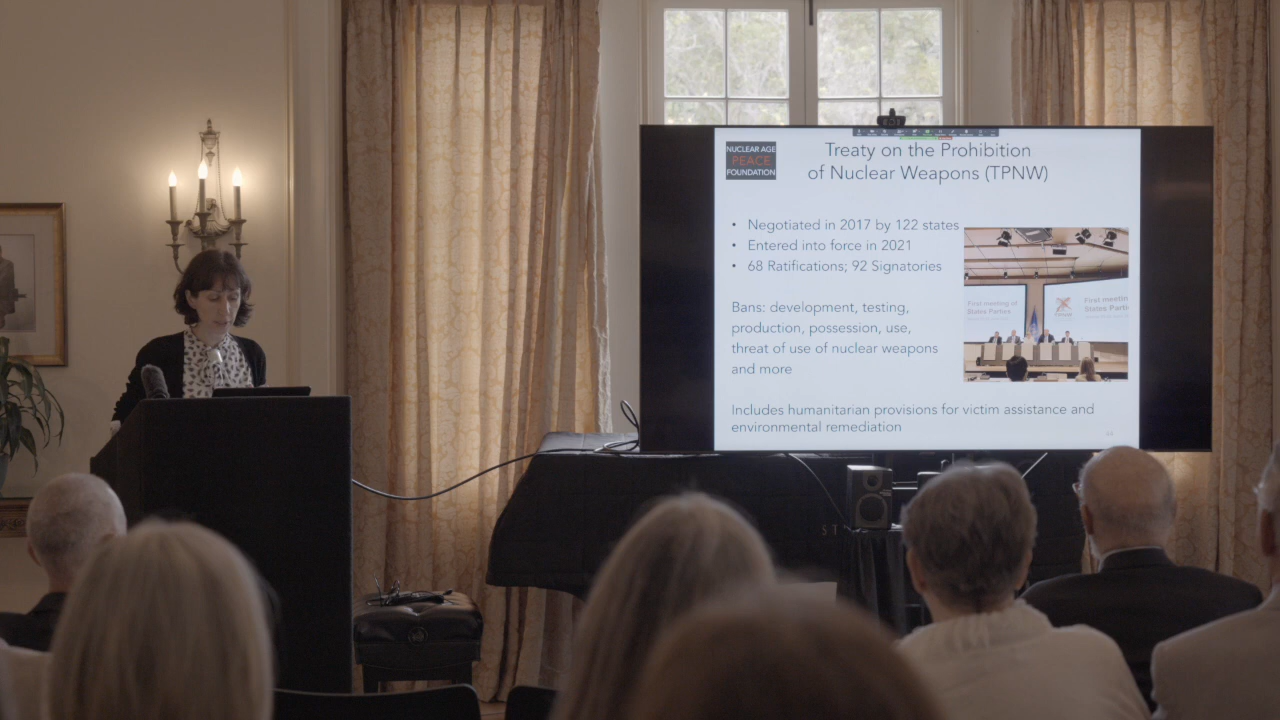 NUCLEAR AGE
PEACE
FOUNDATION
Treaty on the Prohibition
of Nuclear Weapons (TPNW)
• Negotiated in 2017 by 122 states
• Entered into force in 2021
• 68 Ratifications; 92 Signatories
First meeting of
States Parties
First meetin
States Parti
Bans: development, testing,
production, possession, use,
threat of use of nuclear weapons
and more
Includes humanitarian provisions for victim assistance and
environmental remediation
ST